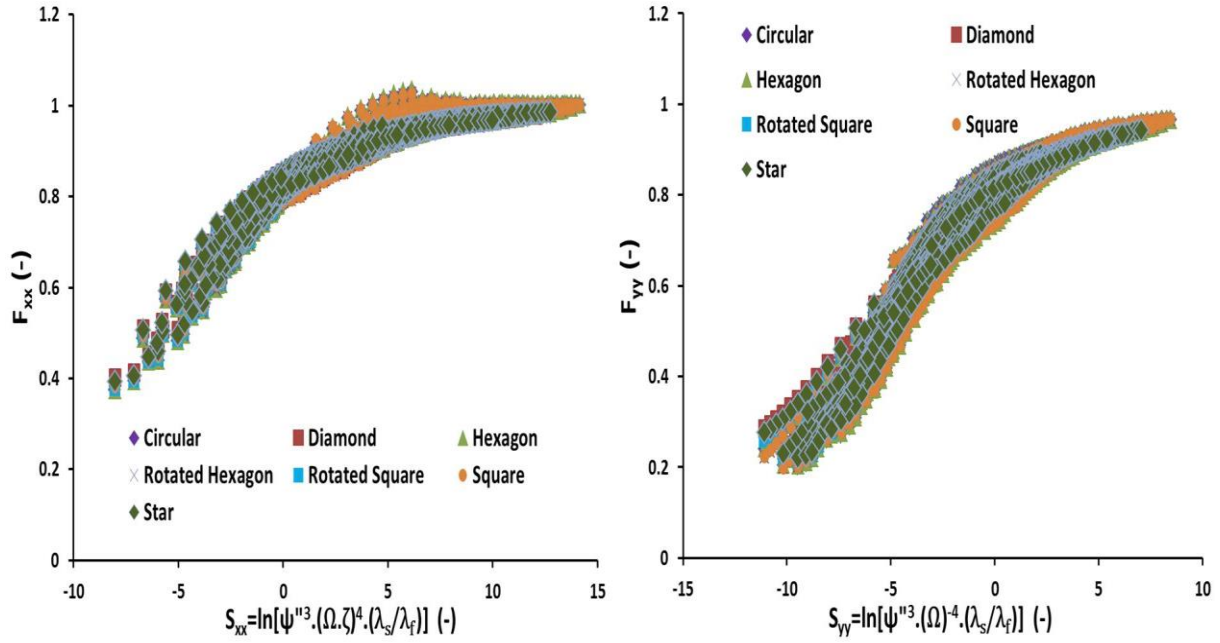 1.2
1
0.8
0.6
0.4
0.2
0
F_xx (−)
◆ Circular ■ Diamond ▲ Hexagon
× Rotated Hexagon ■ Rotated Square ● Square
◆ Star
-10 -5 0 5 10 15
S_xx=ln[ψ"³.(Ω.ζ)⁴.(λ_s/λ_f)] (-)
1.2
1
0.8
0.6
0.4
0.2
0
F_yy (−)
◆ Circular ■ Diamond
▲ Hexagon × Rotated Hexagon
■ Rotated Square ● Square
◆ Star
-15 -10 -5 0 5 10
S_yy=ln[ψ"³.(Ω)⁻⁴.(λ_s/λ_f)] (-)